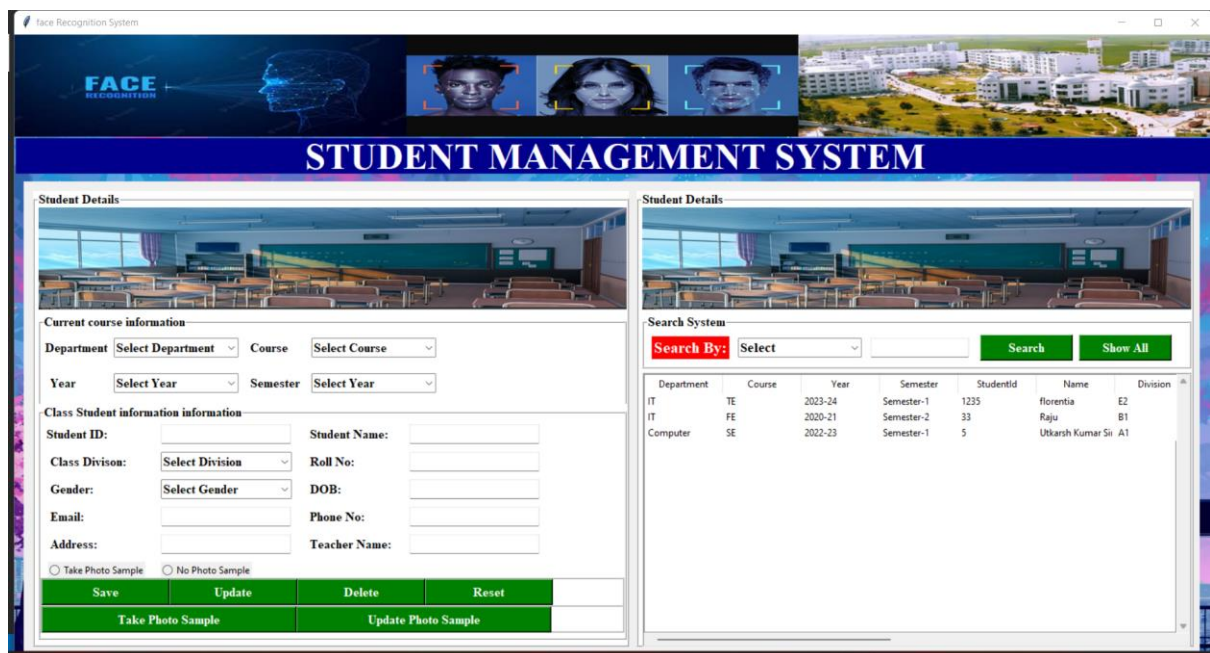 face Recognition System
FACE
RECOGNITION
STUDENT MANAGEMENT SYSTEM
Student Details
Current course information
Department Select Department Course Select Course
Year Select Year Semester Select Year
Class Student information information
Student ID: Student Name:
Class Divison: Select Division Roll No:
Gender: Select Gender DOB:
Email: Phone No:
Address: Teacher Name:
Take Photo Sample No Photo Sample
Save Update Delete Reset
Take Photo Sample Update Photo Sample
Student Details
Search System
Search By: Select Search Show All
Department Course Year Semester StudentId Name Division
IT TE 2023-24 Semester-1 1235 florentia E2
IT FE 2020-21 Semester-2 33 Raju B1
Computer SE 2022-23 Semester-1 5 Utkarsh Kumar Sin A1